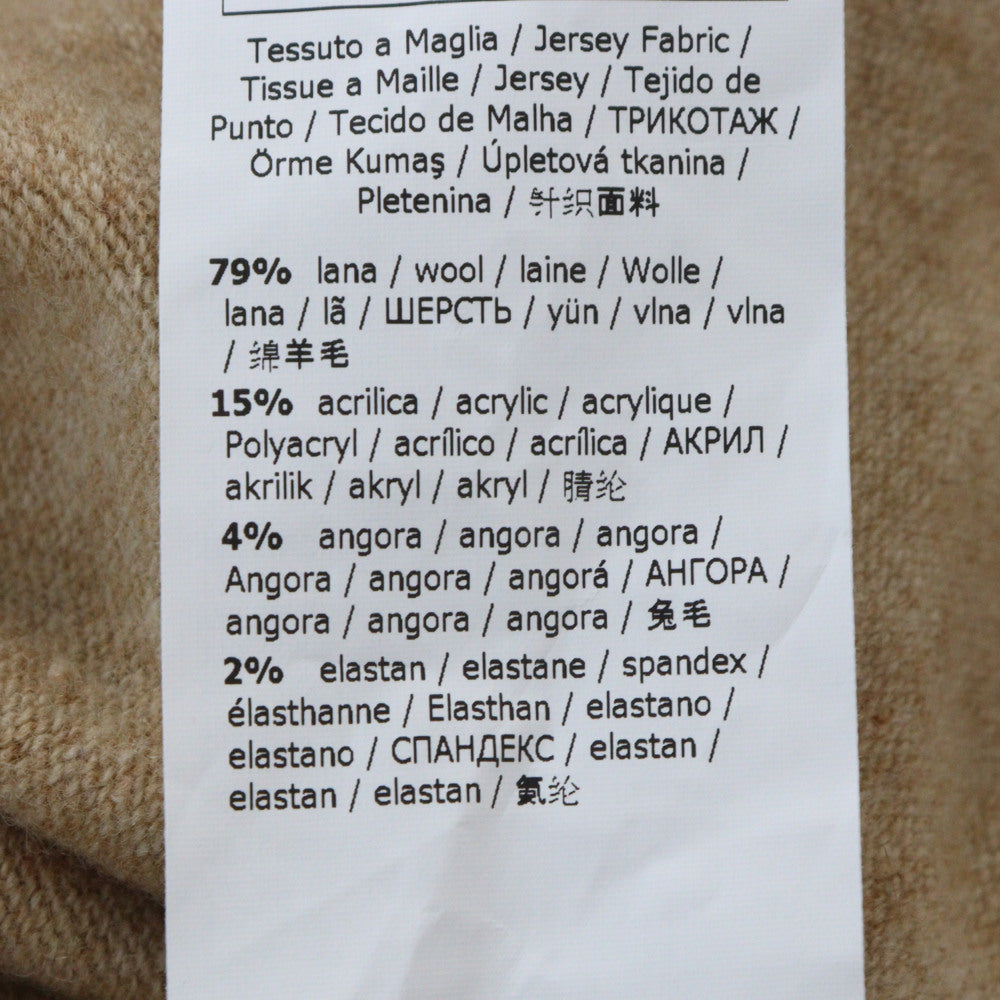 Tessuto a Maglia / Jersey Fabric /
Tissue a Maille / Jersey / Tejido de
Punto / Tecido de Malha / ТРИКОТАЖ /
Örme Kumaş / Úpletová tkanina /
Pletenina / 针织面料
79% lana / wool / laine / Wolle /
lana / lã / ШЕРСТЬ / yün / vlna / vlna
/ 绵羊毛
15% acrilica / acrylic / acrylique /
Polyacryl / acrílico / acrílica / АКРИЛ /
akrilik / akryl / akryl / 腈纶
4% angora / angora / angora /
Angora / angora / angorá / АНГОРА /
angora / angora / angora / 兔毛
2% elastan / elastane / spandex /
élasthanne / Elasthan / elastano /
elastano / СПАНДЕКС / elastan /
elastan / elastan / 氨纶